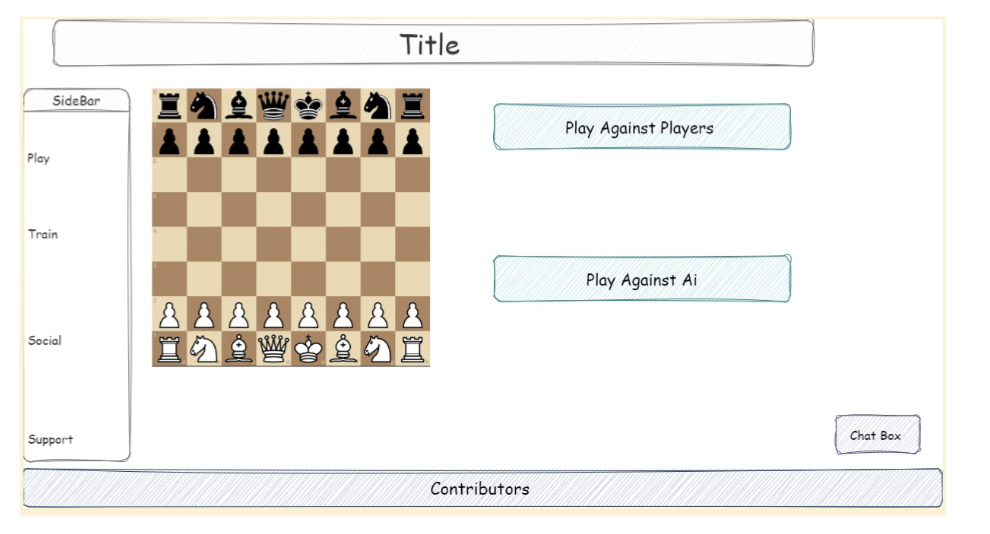 Title
SideBar
Play
Train
Social
Support
Play Against Players
Play Against Ai
Chat Box
Contributors